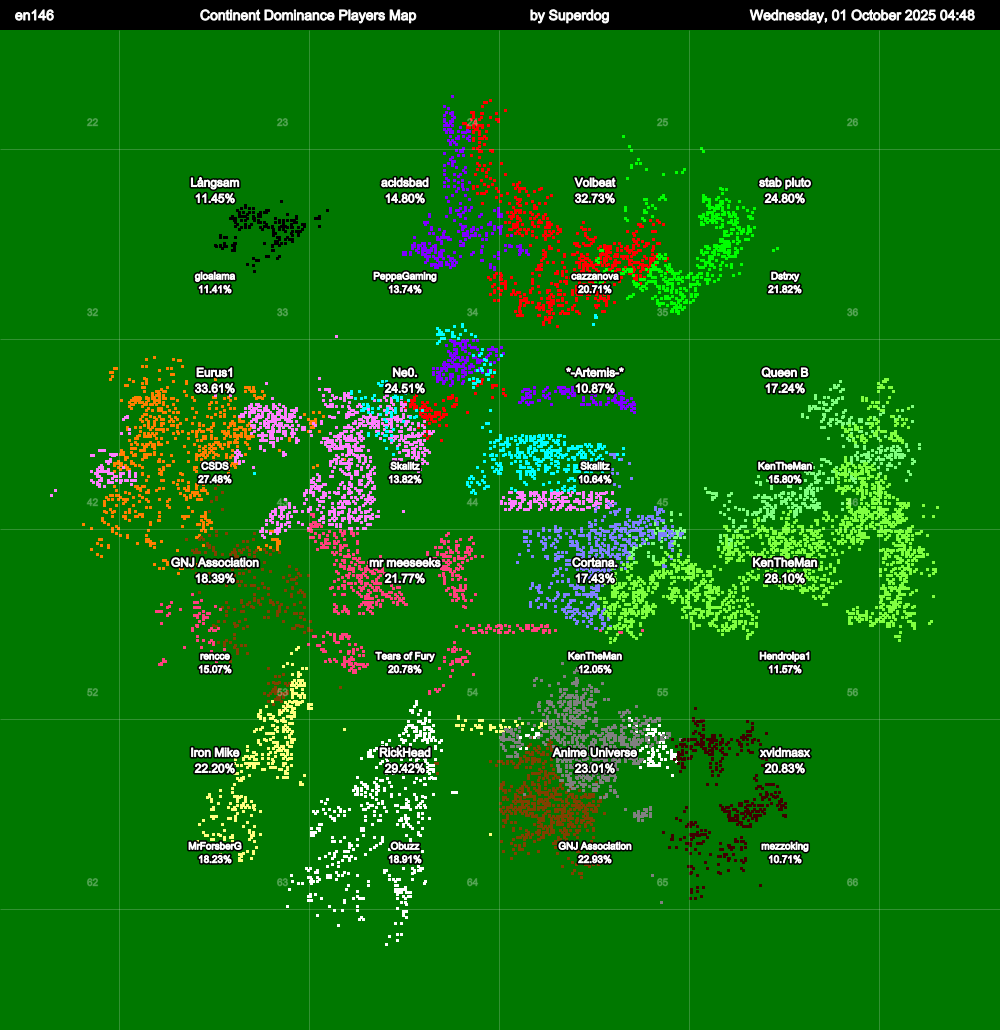 en146 Continent Dominance Players Map by Superdog Wednesday, 01 October 2025 04:48
22 23 24 25 26
Långsam acidsbad Volbeat stab pluto
11.45% 14.80% 32.73% 24.80%
gioalama PeppaGaming cazzanova Dstrxy
11.41% 13.74% 20.71% 21.82%
32 33 34 35 36
Eurus1 Ne0. *-Artemis-* Queen B
33.61% 24.51% 10.87% 17.24%
CSDS Skalitz Skalitz KenTheMan
27.48% 13.82% 10.64% 15.80%
42 43 44 45
GNJ Association mr meeseeks Cortana. KenTheMan
18.39% 21.77% 17.43% 28.10%
rencce Tears of Fury KenTheMan Hendrolpa1
15.07% 20.78% 12.05% 11.57%
52 53 54 55 56
Iron Mike RickHead Anime Universe xvidmasx
22.20% 29.42% 23.01% 20.83%
MrForsberG Obuzz GNJ Association mezzoking
18.23% 18.91% 22.93% 10.71%
62 63 64 65 66